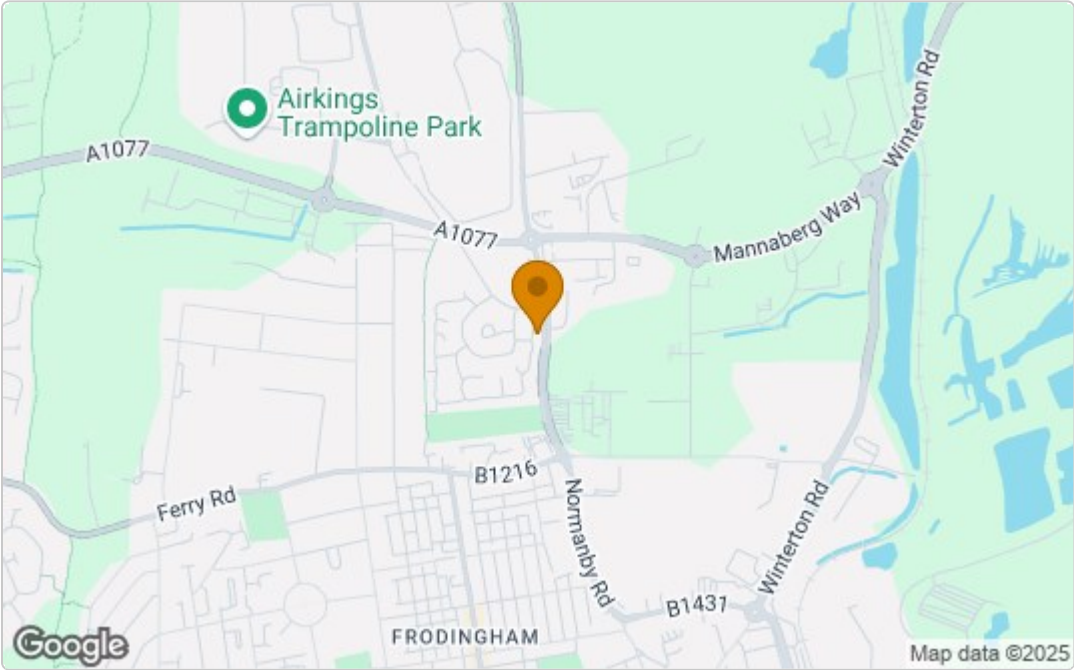 Airkings
Trampoline Park
A1077
Winterton Rd
Mannaberg Way
A1077
B1216
Ferry Rd
Normanby Rd
Winterton Rd
B1437
FRODINGHAM
Google
Map data ©2025